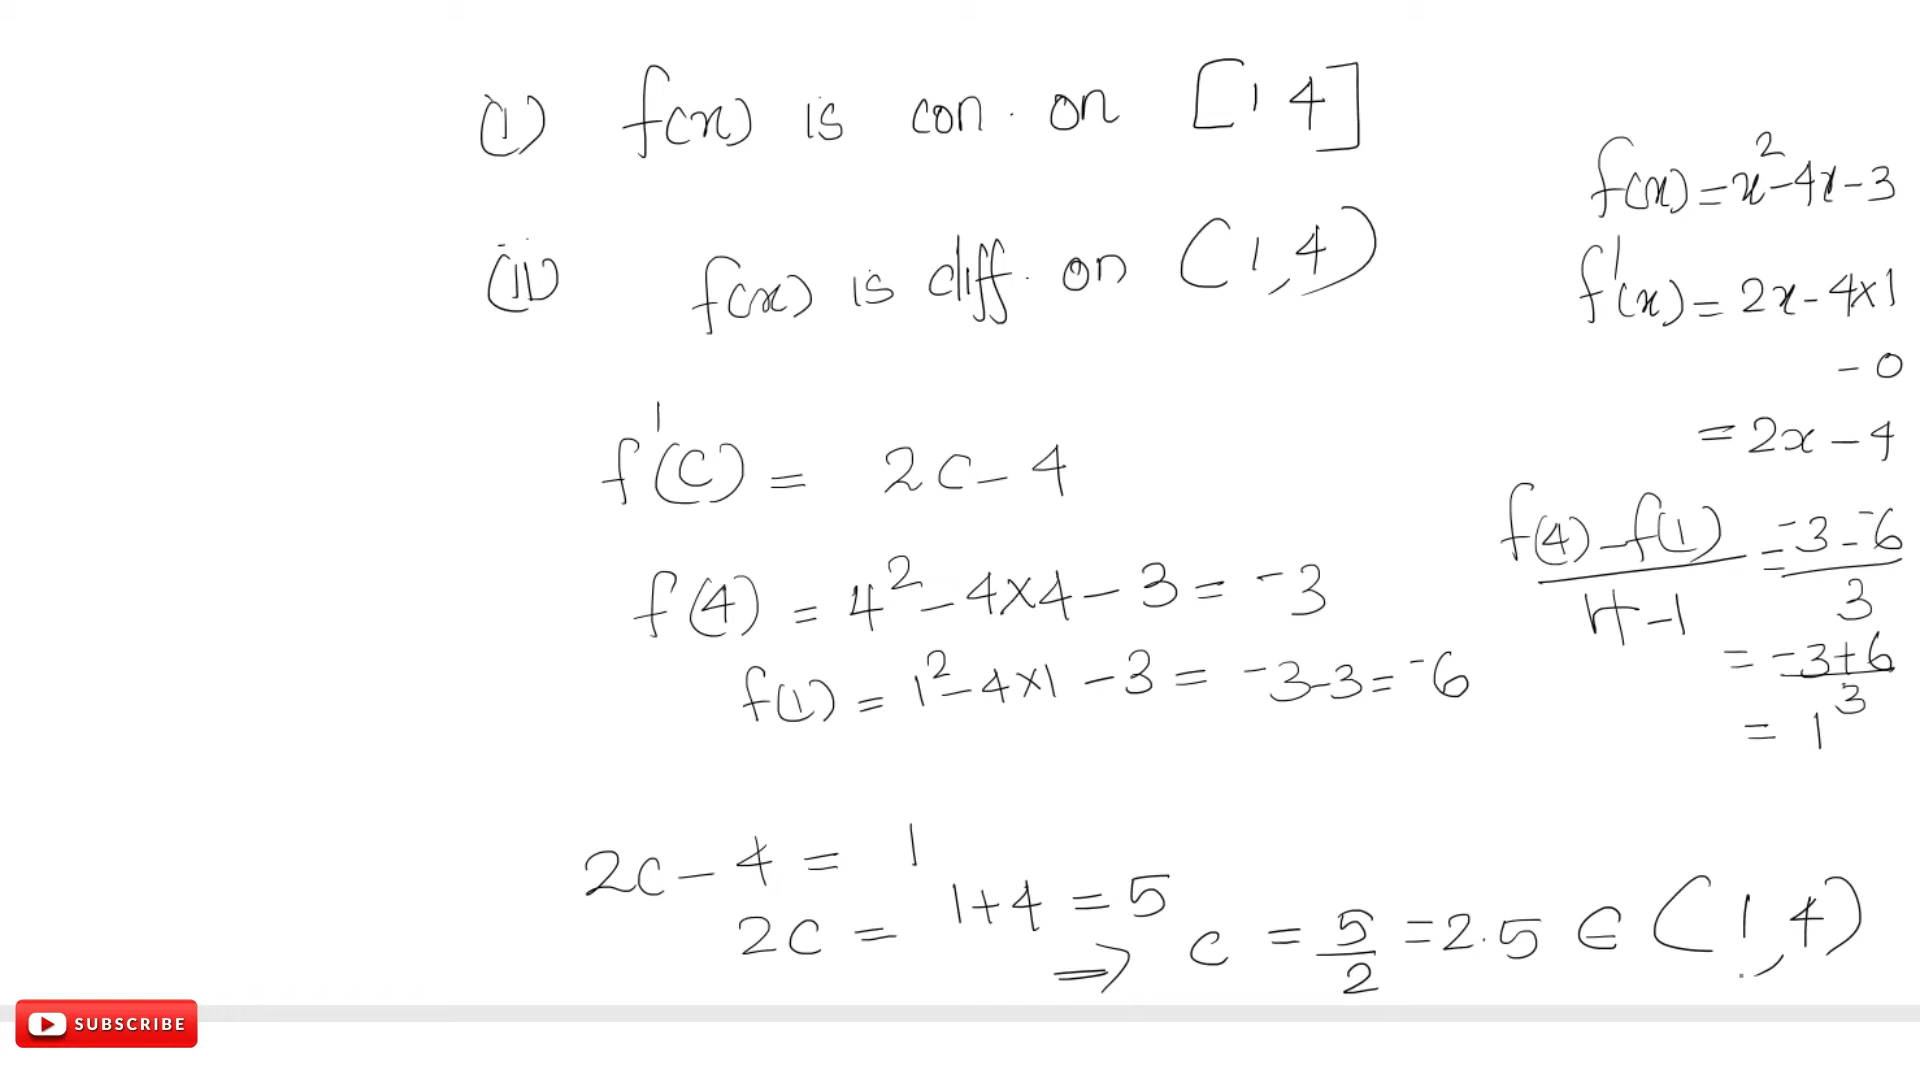 (i) f(x) is con. on [1 4]
(ii) f(x) is diff. on (1,4)
f'(c) = 2c - 4
f(4) = 4² - 4×4 - 3 = -3
f(1) = 1² - 4×1 - 3 = -3-3 = -6
f(x) = x² - 4x - 3
f'(x) = 2x - 4×1
- 0
= 2x - 4
f(4) - f(1) / 4 - 1 = -3 - -6 / 3
= -3+6 / 3
= 1
2c - 4 = 1
2c = 1+4 = 5
⇒ c = 5/2 = 2.5 ∈ (1,4)
SUBSCRIBE